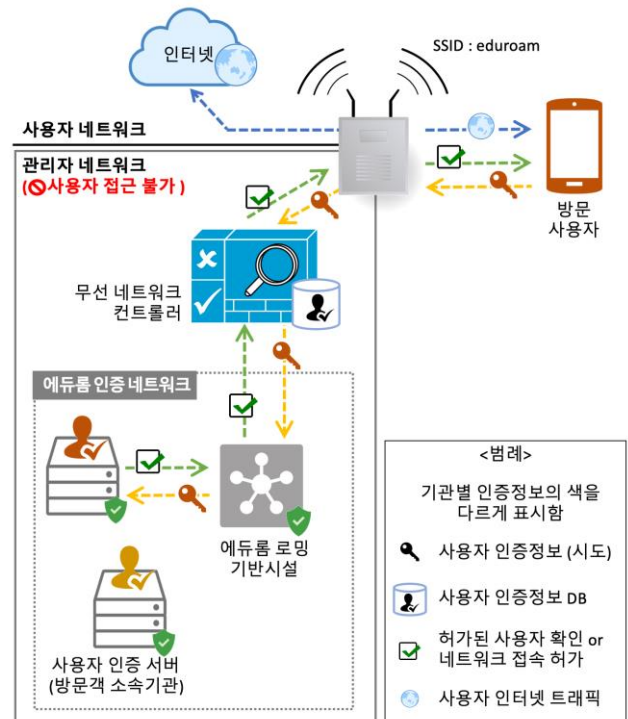 인터넷
SSID : eduroam
사용자 네트워크
관리자 네트워크
(사용자 접근 불가 )
방문
사용자
무선 네트워크
컨트롤러
에듀롬 인증 네트워크
에듀롬 로밍
기반시설
사용자 인증 서버
(방문객 소속기관)
<범례>
기관별 인증정보의 색을
다르게 표시함
사용자 인증정보 (시도)
사용자 인증정보 DB
허가된 사용자 확인 or
네트워크 접속 허가
사용자 인터넷 트래픽